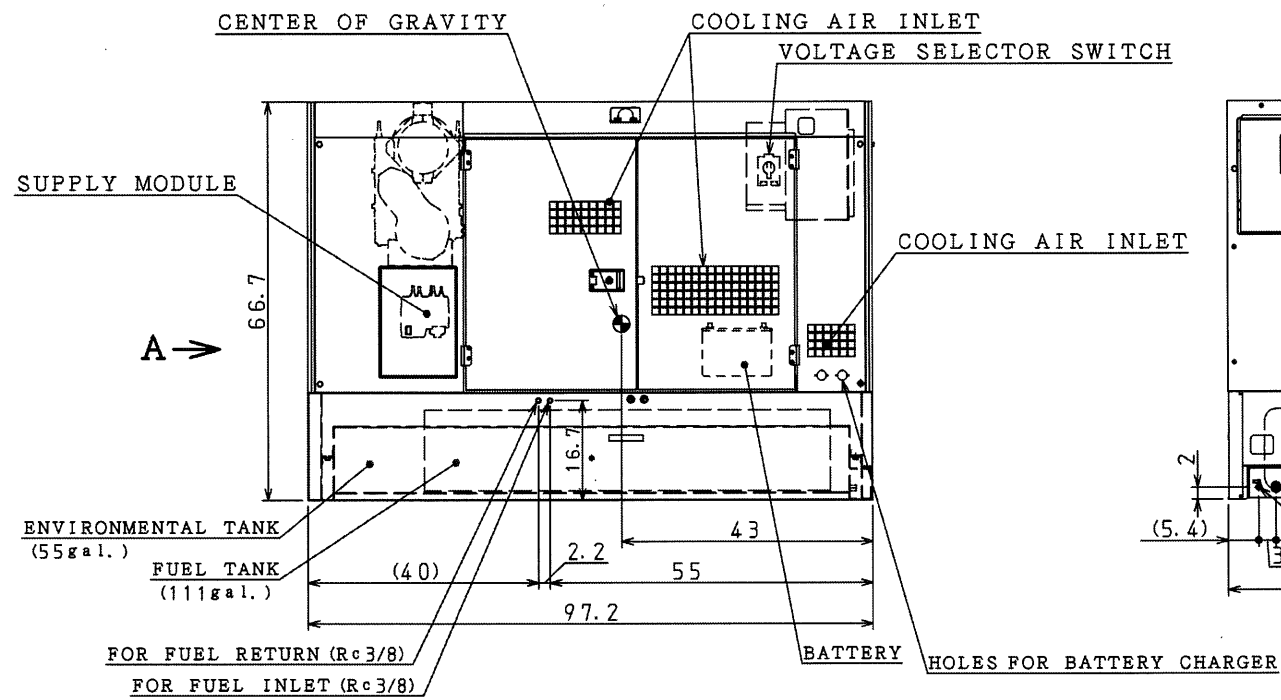 CENTER OF GRAVITY
COOLING AIR INLET
VOLTAGE SELECTOR SWITCH
SUPPLY MODULE
COOLING AIR INLET
66.7
A
16.7
2
ENVIRONMENTAL TANK
(55gal.)
43
(5.4)
3
FUEL TANK
(111gal.)
(40)
2.2
55
97.2
FOR FUEL RETURN (Rc3/8)
BATTERY
HOLES FOR BATTERY CHARGER
FOR FUEL INLET (Rc3/8)